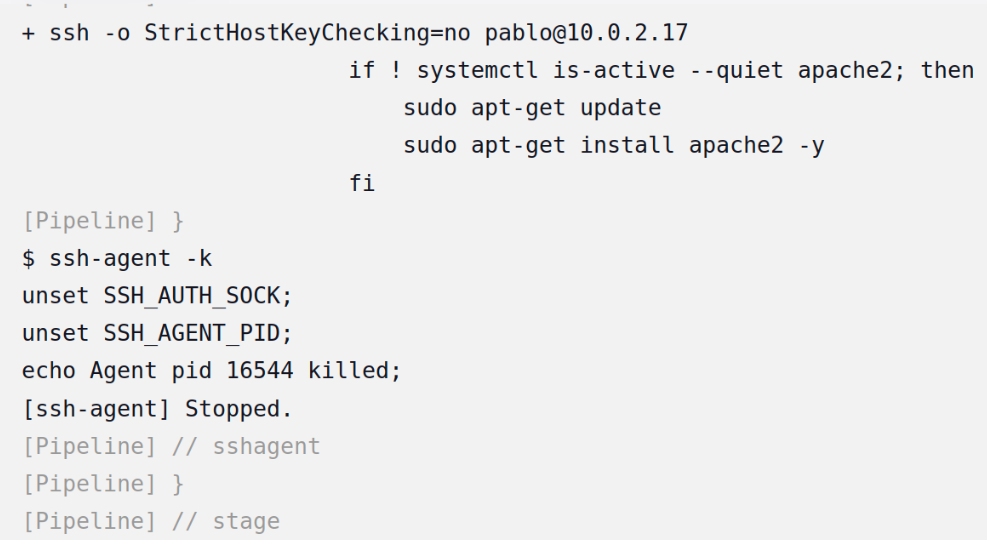 + ssh -o StrictHostKeyChecking=no pablo@10.0.2.17
if ! systemctl is-active --quiet apache2; then
sudo apt-get update
sudo apt-get install apache2 -y
fi
[Pipeline] }
$ ssh-agent -k
unset SSH_AUTH_SOCK;
unset SSH_AGENT_PID;
echo Agent pid 16544 killed;
[ssh-agent] Stopped.
[Pipeline] // sshagent
[Pipeline] }
[Pipeline] // stage